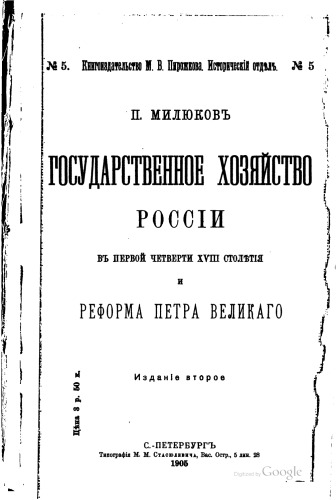 № 5. Книгоиздательство М. В. Пирожкова. Историческій отдѣлъ. № 5
П. МИЛЮКОВЪ
ГОСУДАРСТВЕННОЕ ХОЗЯЙСТВО
РОССІИ
ВЪ ПЕРВОЙ ЧЕТВЕРТИ XVIII СТОЛѢТІЯ
И
РЕФОРМА ПЕТРА ВЕЛИКАГО
Изданіе второе
Цѣна 3 р. 50 к.
С.-ПЕТЕРБУРГЪ
Типографія М. М. Стасюлевича, Вас. Остр., 5 лин. 28
1905
Digitized by Google